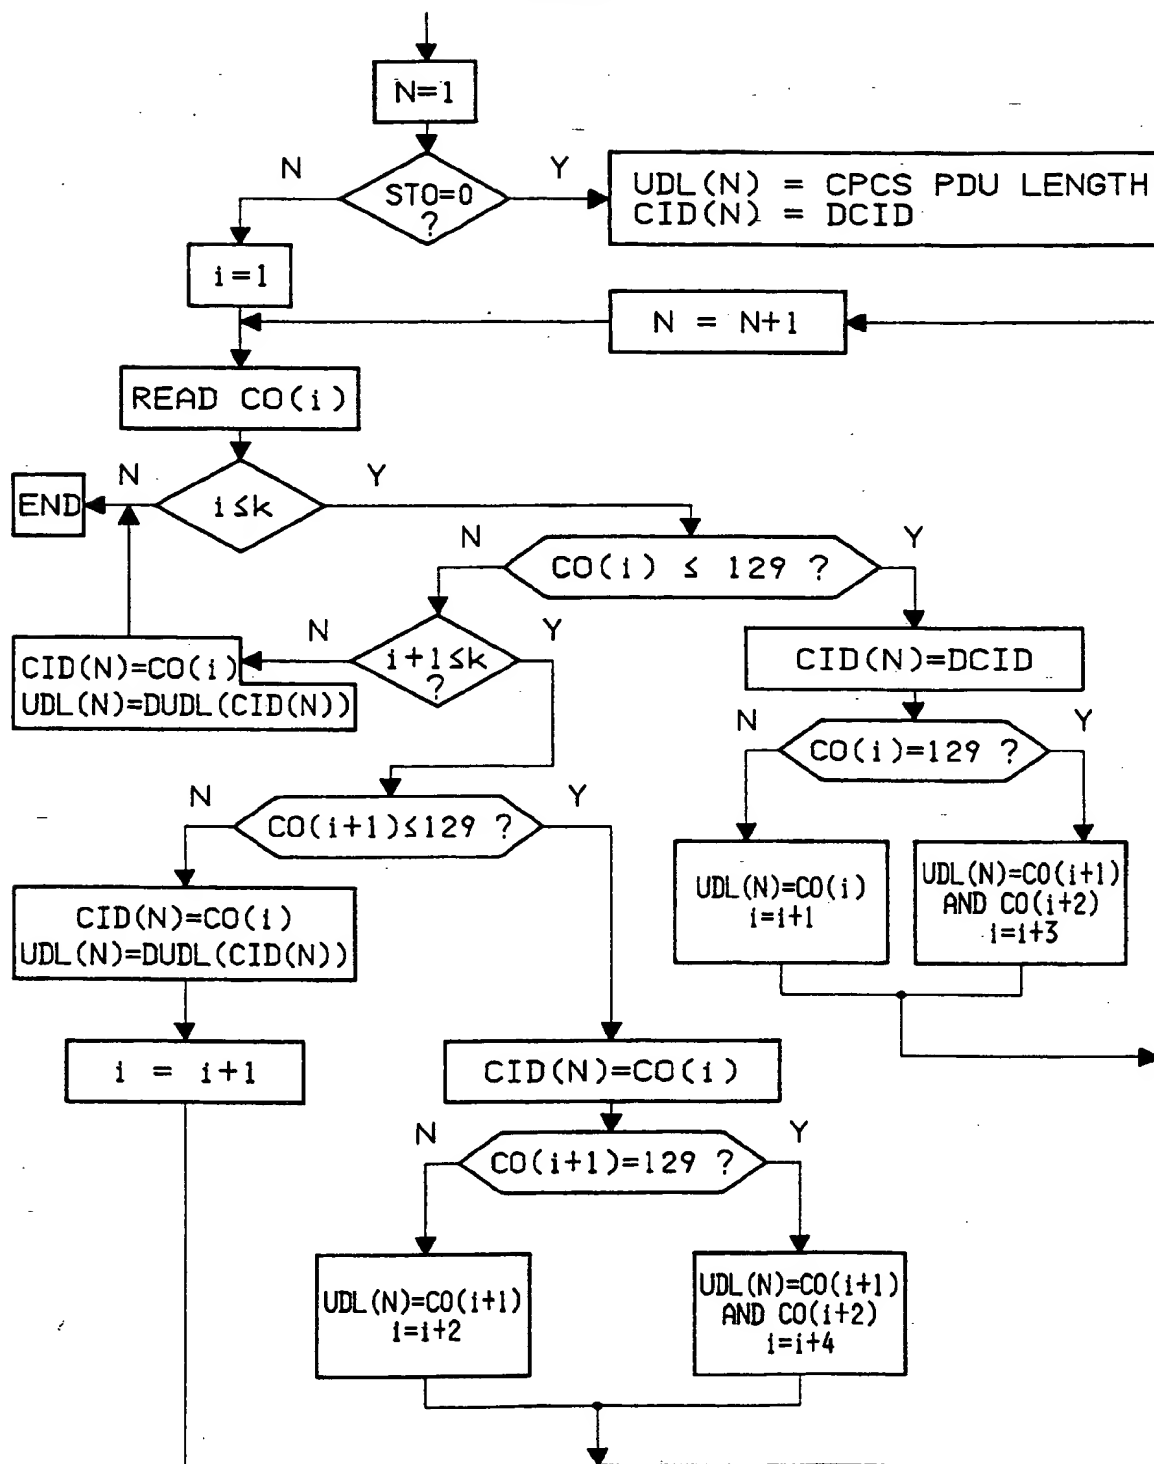 N=1
N
Y
STO=0
?
UDL(N) = CPCS PDU LENGTH
CID(N) = DCID
i=1
N = N+1
READ CO(i)
N
Y
END
i≤k
N
Y
CO(i) ≤ 129 ?
N
Y
i+1≤k
?
CID(N)=CO(i)
UDL(N)=DUDL(CID(N))
CID(N)=DCID
N
Y
CO(i)=129 ?
N
Y
CO(i+1)≤129 ?
UDL(N)=CO(i)
i=i+1
UDL(N)=CO(i+1)
AND CO(i+2)
i=i+3
CID(N)=CO(i)
UDL(N)=DUDL(CID(N))
i = i+1
CID(N)=CO(i)
N
Y
CO(i+1)=129 ?
UDL(N)=CO(i+1)
i=i+2
UDL(N)=CO(i+1)
AND CO(i+2)
i=i+4